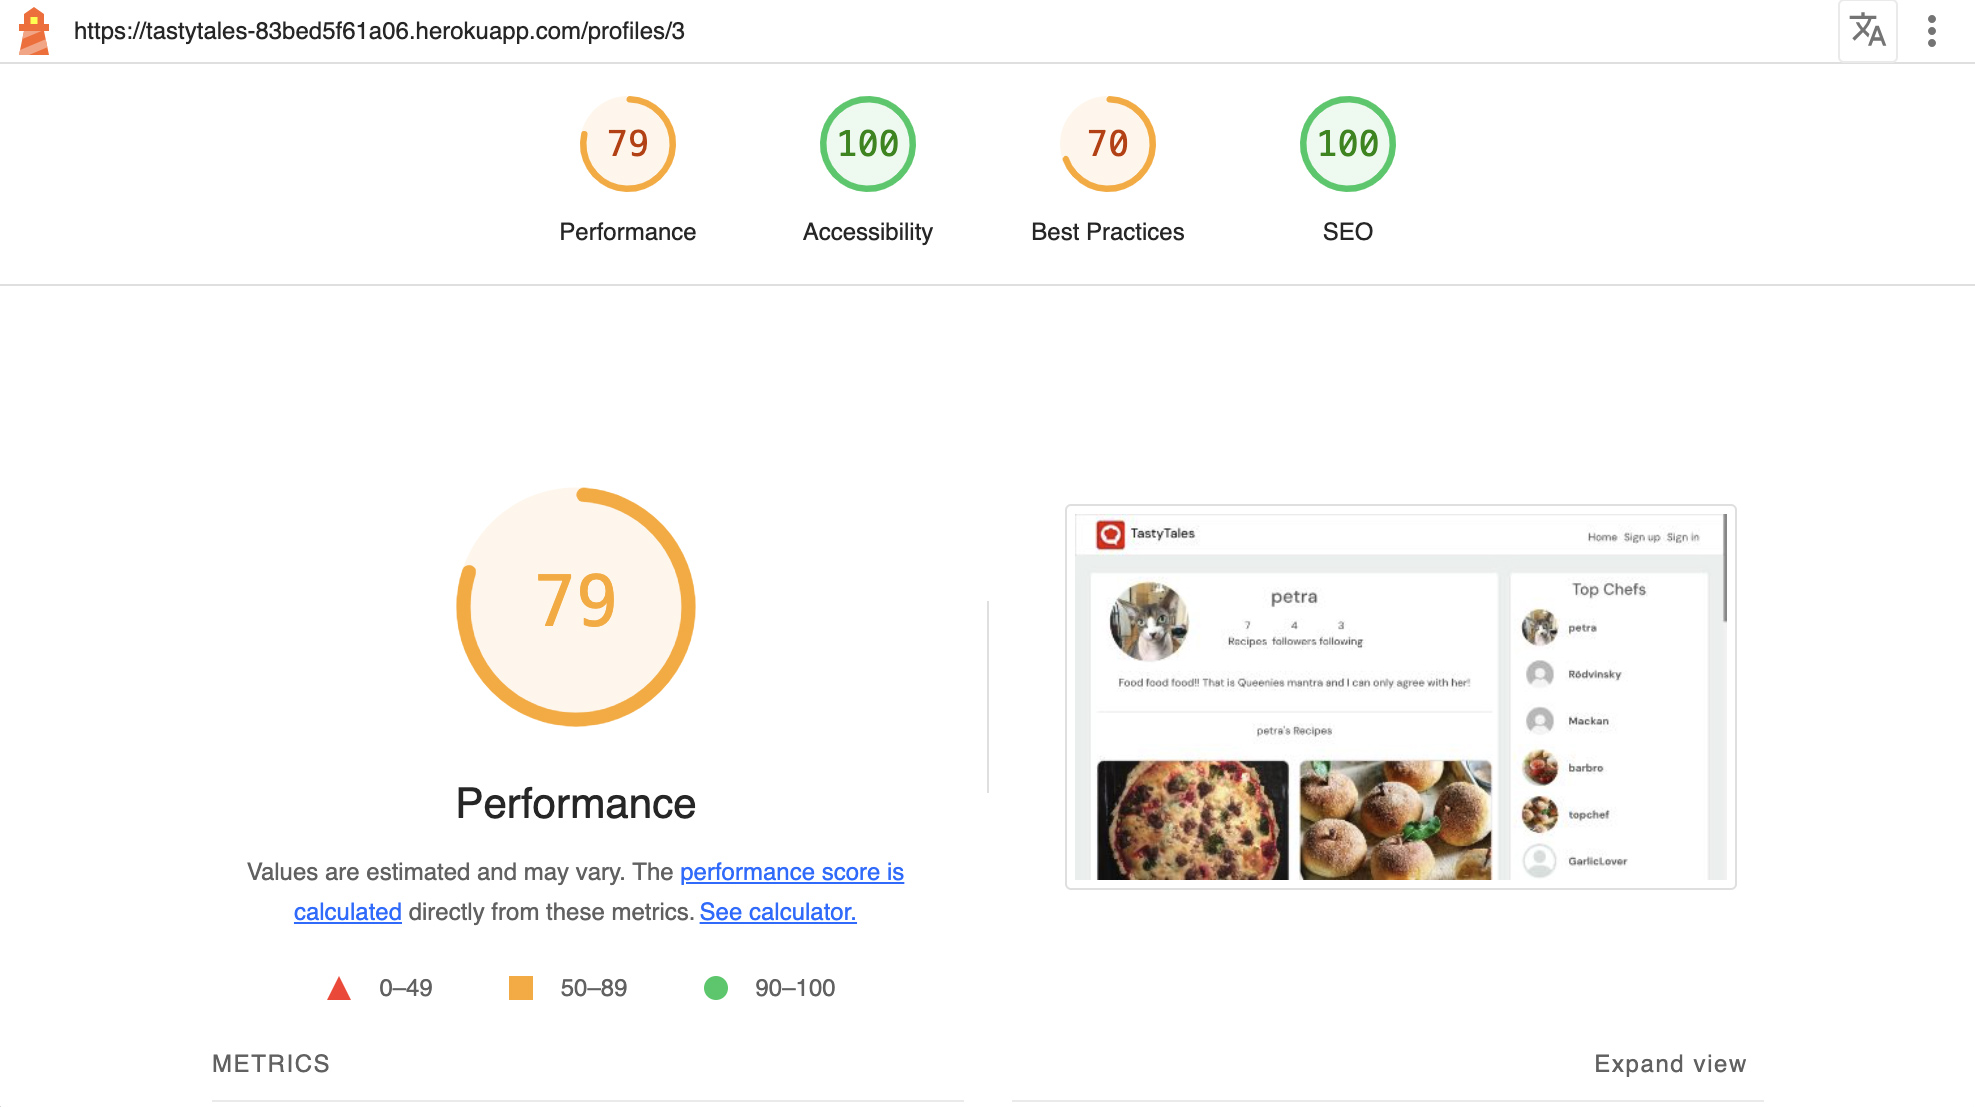 https://tastytales-83bed5f61a06.herokuapp.com/profiles/3
79
100
70
100
Performance
Accessibility
Best Practices
SEO
79
Performance
Values are estimated and may vary. The performance score is
calculated directly from these metrics. See calculator.
0–49
50–89
90–100
TastyTales
Home Sign up Sign in
petra
7 4 3
Recipes followers following
Food food food!! That is Queenies mantra and I can only agree with her!
petra's Recipes
Top Chefs
petra
Rödvinsky
Mackan
barbro
topchef
GarlicLover
METRICS
Expand view